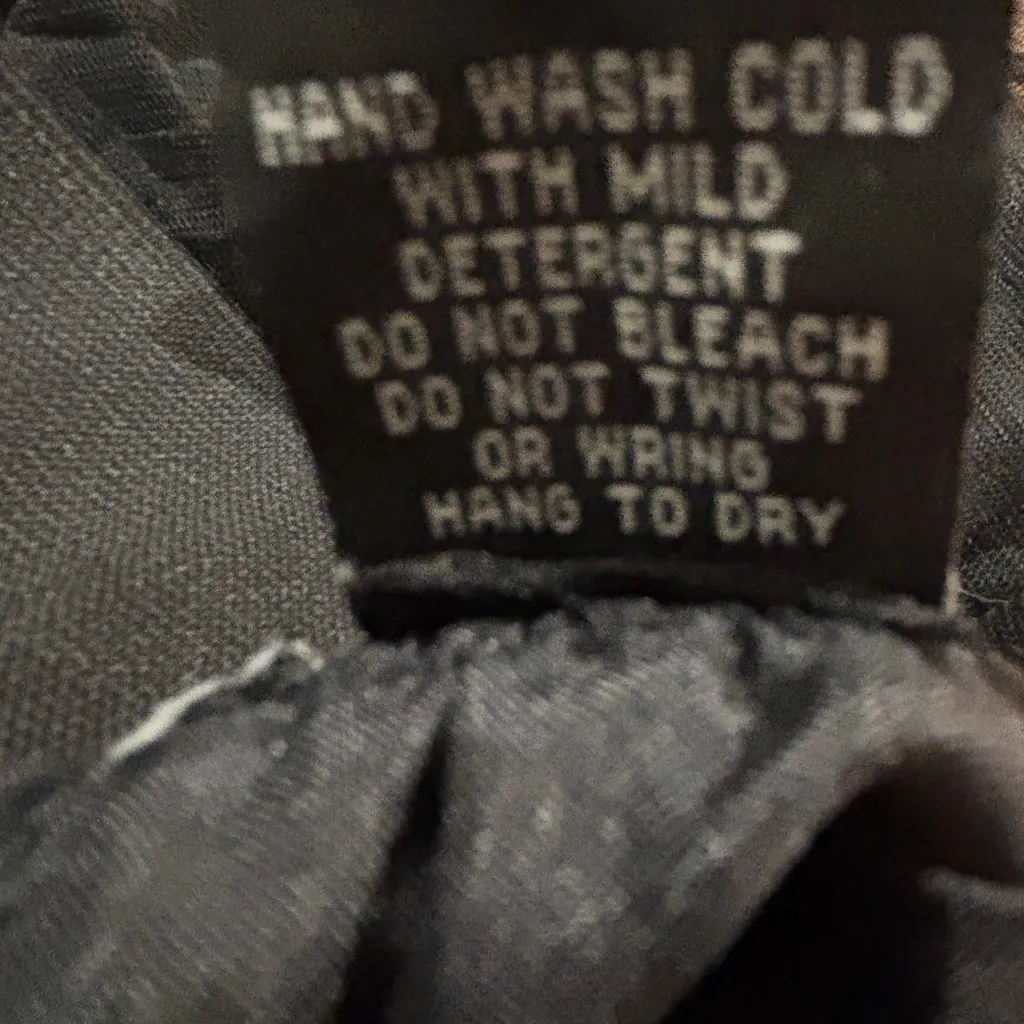 HAND WASH COLD
WITH MILD
DETERGENT
DO NOT BLEACH
DO NOT TWIST
OR WRING
HANG TO DRY